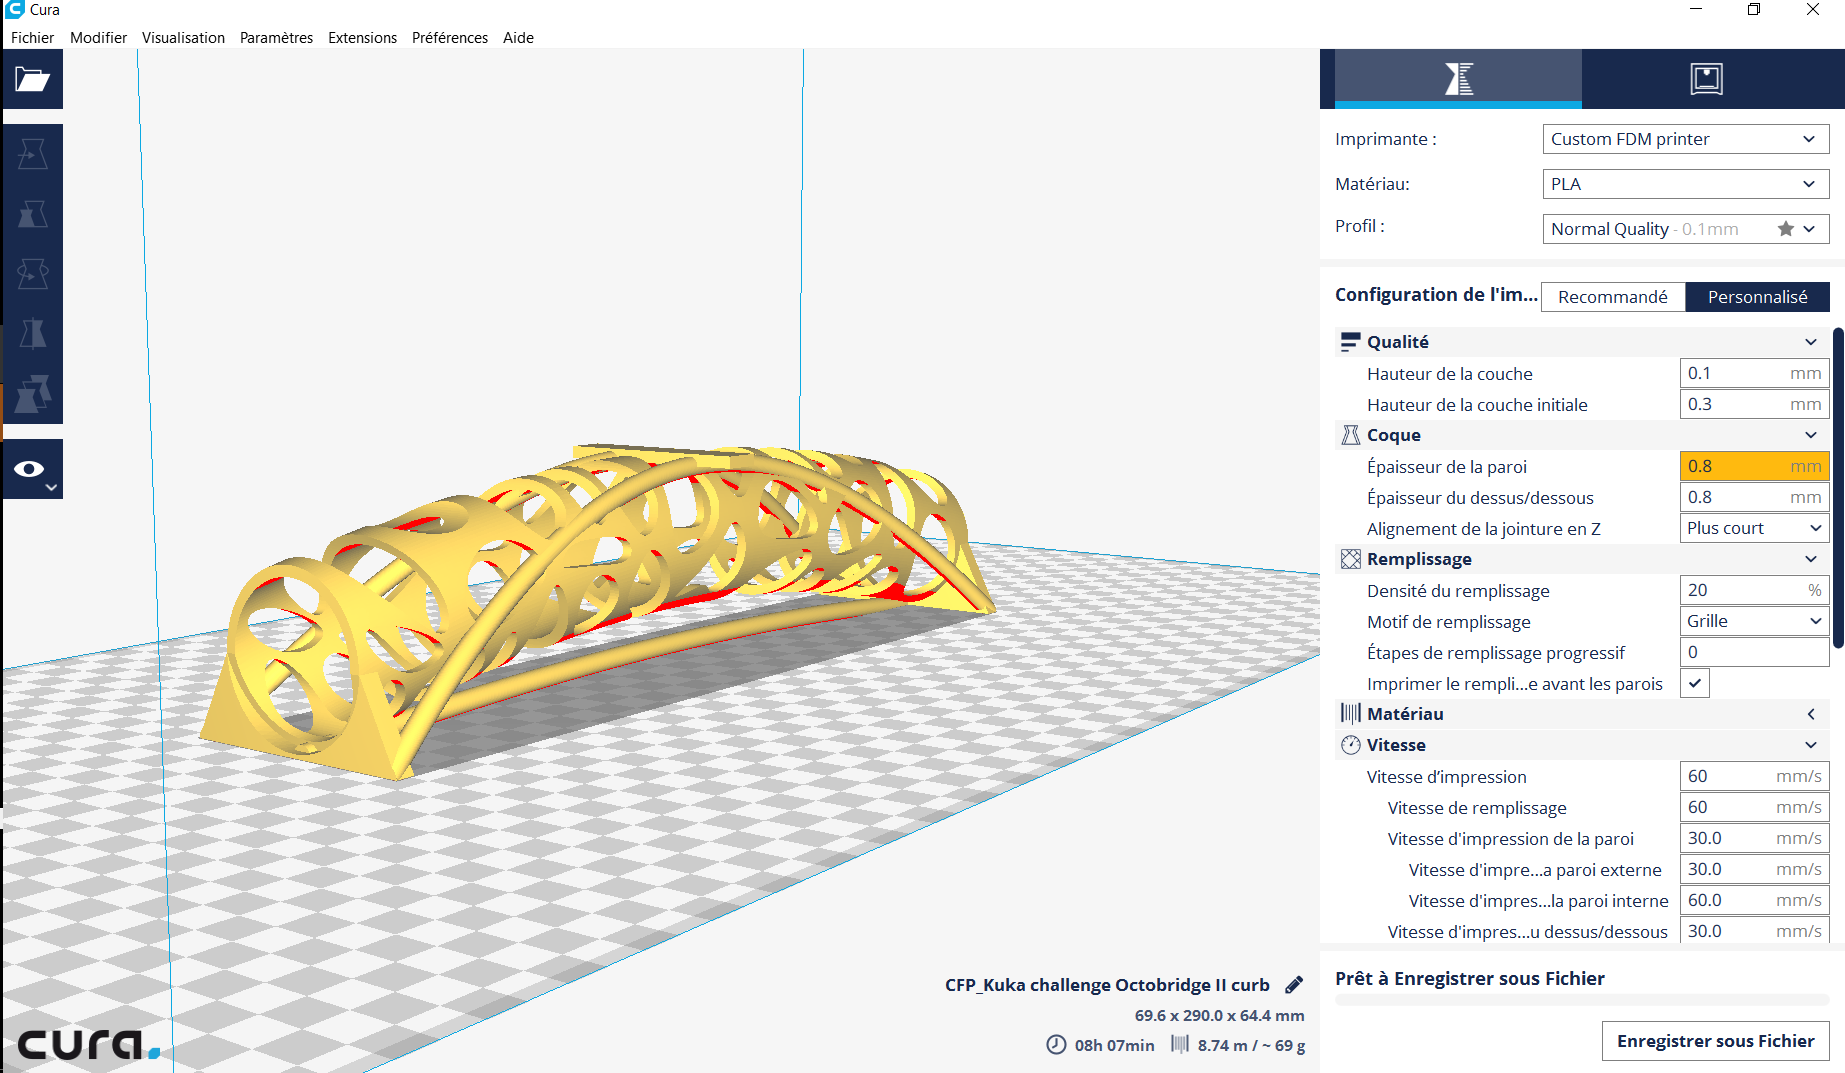 Cura
Fichier Modifier Visualisation Paramètres Extensions Préférences Aide
Imprimante :
Custom FDM printer
Matériau:
PLA
Profil :
Normal Quality - 0.1mm
Configuration de l'im...
Recommandé
Personnalisé
Qualité
Hauteur de la couche
0.1 mm
Hauteur de la couche initiale
0.3 mm
Coque
Épaisseur de la paroi
0.8 mm
Épaisseur du dessus/dessous
0.8 mm
Alignement de la jointure en Z
Plus court
Remplissage
Densité du remplissage
20 %
Motif de remplissage
Grille
Étapes de remplissage progressif
0
Imprimer le rempli...e avant les parois
Matériau
Vitesse
Vitesse d’impression
60 mm/s
Vitesse de remplissage
60 mm/s
Vitesse d'impression de la paroi
30.0 mm/s
Vitesse d'impre...a paroi externe
30.0 mm/s
Vitesse d'impres...la paroi interne
60.0 mm/s
Vitesse d'impres...u dessus/dessous
30.0 mm/s
CFP_Kuka challenge Octobridge II curb
69.6 x 290.0 x 64.4 mm
08h 07min 8.74 m / ~ 69 g
cura.
Prêt à Enregistrer sous Fichier
Enregistrer sous Fichier